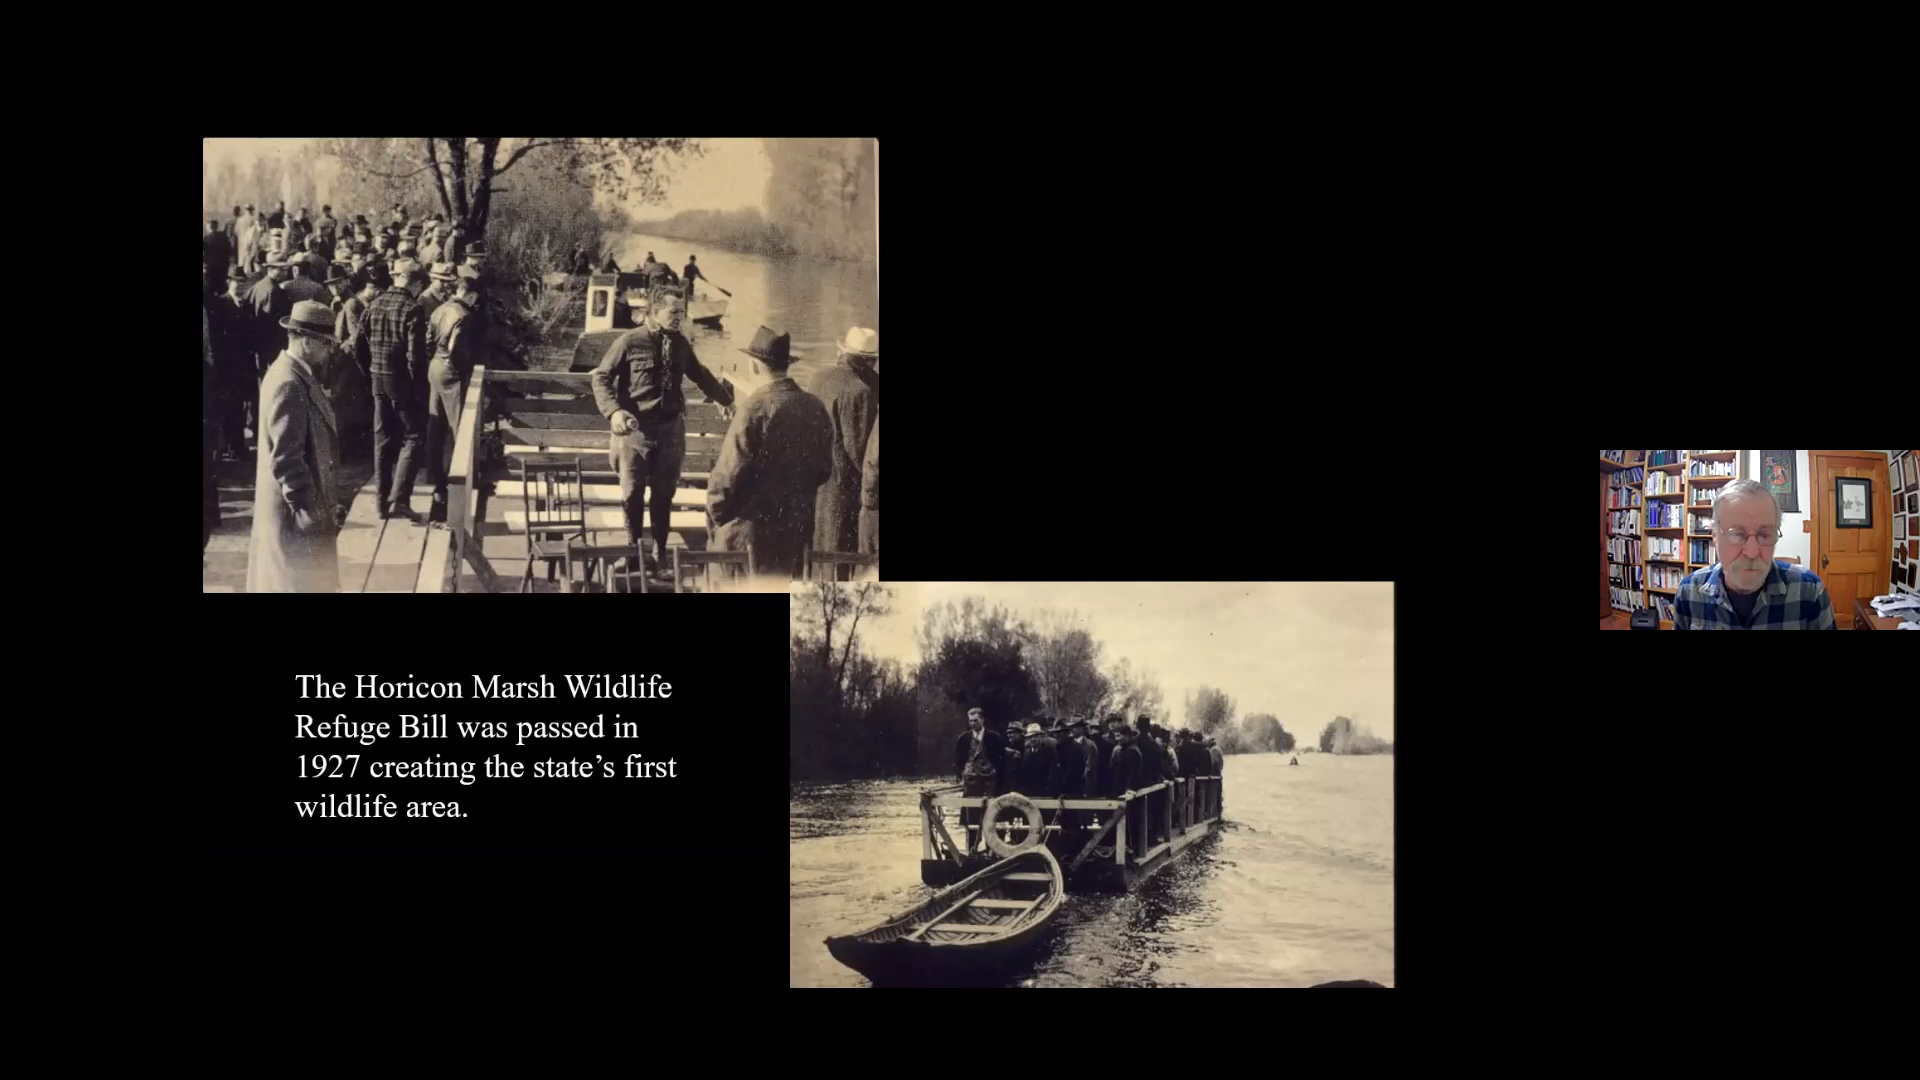 The Horicon Marsh Wildlife
Refuge Bill was passed in
1927 creating the state’s first
wildlife area.